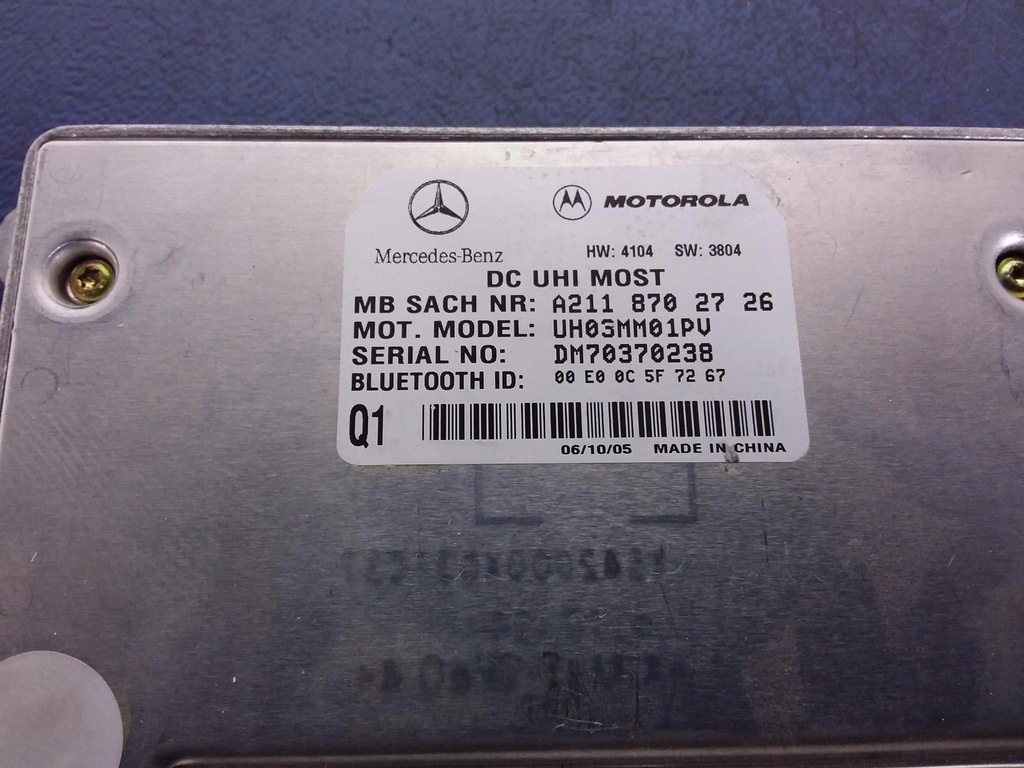 MOTOROLA
Mercedes-Benz
HW: 4104 SW: 3804
DC UHI MOST
MB SACH NR: A211 870 27 26
MOT. MODEL: UH03MM01PV
SERIAL NO: DM70370238
BLUETOOTH ID: 00 E0 0C 5F 72 67
Q1
06/10/05 MADE IN CHINA